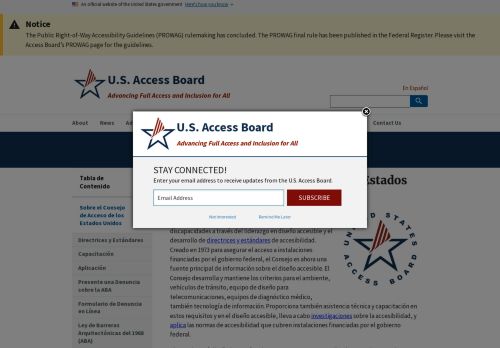 An official website of the United States government Here's how you know
Notice
The Public Right-of-Way Accessibility Guidelines (PROWAG) rulemaking has concluded. The PROWAG final rule has been published in the Federal Register. Please visit the
Access Board's PROWAG page for the guidelines.
U.S. Access Board
Advancing Full Access and Inclusion for All
En Español
About News
Contact Us
U.S. Access Board
Advancing Full Access and Inclusion for All
STAY CONNECTED!
Enter your email address to receive updates from the U.S. Access Board.
Email Address
SUBSCRIBE
Not Interested Remind Me Later
Tabla de
Contenido
Sobre el Consejo
de Acceso de los
Estados Unidos
Directrices y Estándares
Capacitación
Aplicación
Presente una Denuncia
sobre la ABA
Formulario de Denuncia
en Línea
Ley de Barreras
Arquitectónicas del 1968
(ABA)
Estados
discapacidades a través del liderazgo en diseño accesible y el
desarrollo de directrices y estándares de accesibilidad.
Creado en 1973 para asegurar el acceso a instalaciones
financiadas por el gobierno federal, el Consejo es ahora una
fuente principal de información sobre el diseño accesible. El
Consejo desarrolla y mantiene los criterios para el ambiente,
vehículos de tránsito, equipo de diseño para
telecomunicaciones, equipos de diagnóstico médico,
también tecnología de información. Proporciona también asistencia técnica y capacitación en
estos requisitos y en el diseño accesible, lleva a cabo investigaciones sobre la accesibilidad, y
aplica las normas de accesibilidad que cubren instalaciones financiadas por el gobierno
federal.
UNITED STATES
ACCESS BOARD